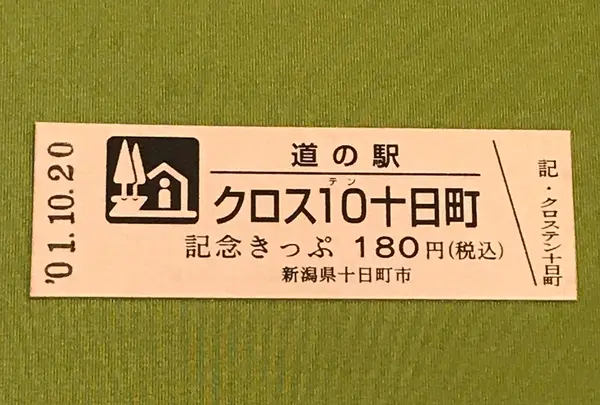 '01.10.20
道の駅
テン
クロス10十日町
記念きっぷ 180円(税込)
新潟県十日町市
記・クロステン十日町